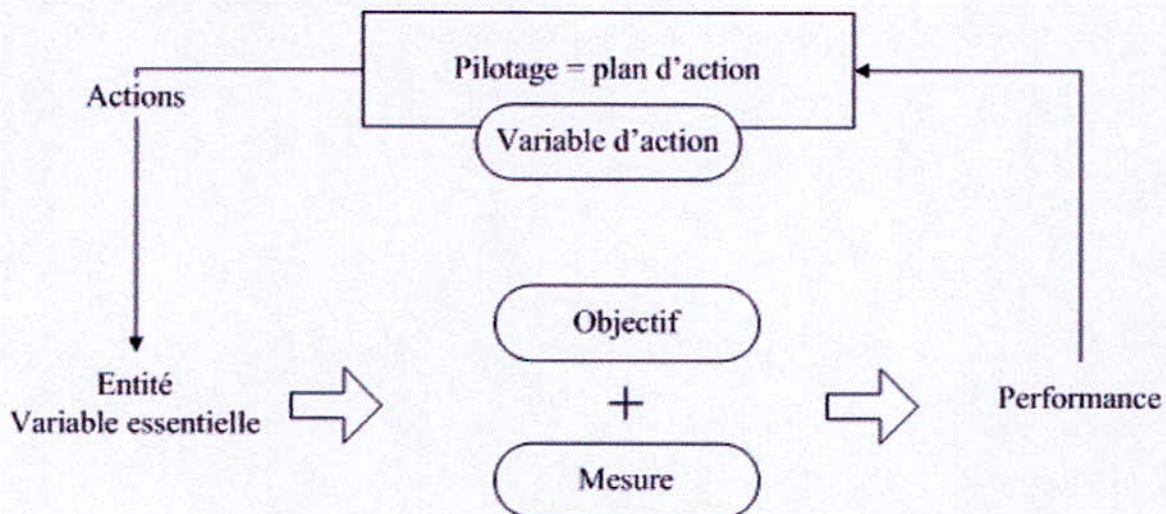 Pilotage = plan d'action
Actions
Variable d'action
Objectif
Entité
Variable essentielle
+
Performance
Mesure